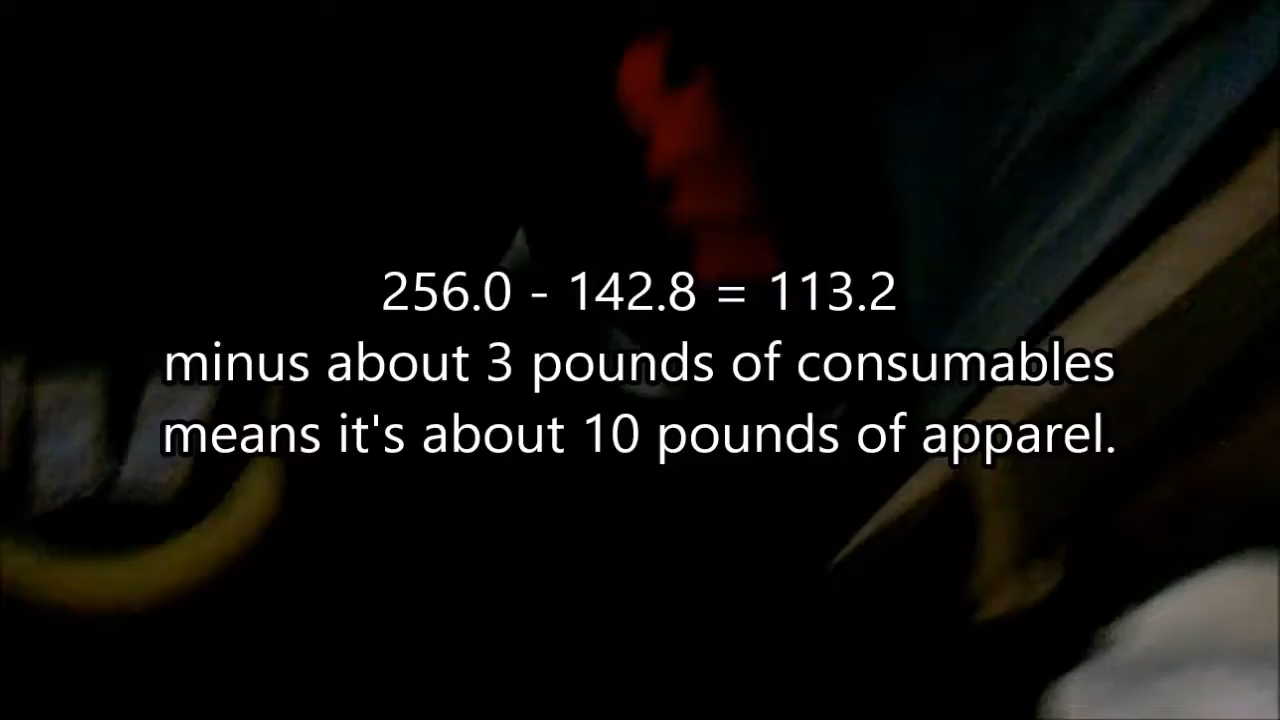 256.0 - 142.8 = 113.2
minus about 3 pounds of consumables
means it's about 10 pounds of apparel.